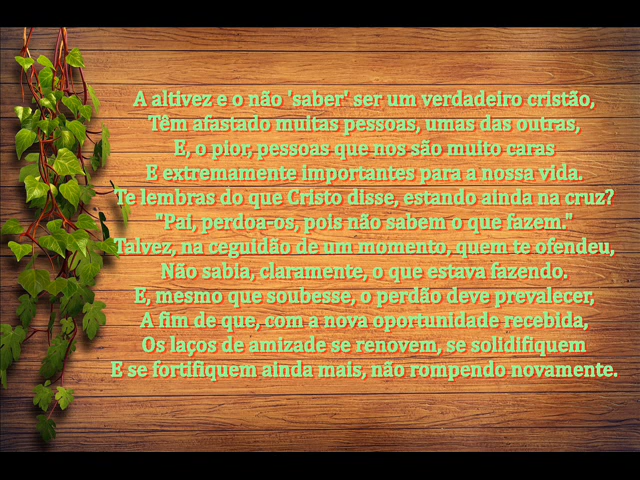 A altivez e o não 'saber' ser um verdadeiro cristão,
Têm afastado muitas pessoas, umas das outras,
E, o pior, pessoas que nos são muito caras
E extremamente importantes para a nossa vida.
Te lembras do que Cristo disse, estando ainda na cruz?
"Pai, perdoa-os, pois não sabem o que fazem."
Talvez, na ceguidão de um momento, quem te ofendeu,
Não sabia, claramente, o que estava fazendo.
E, mesmo que soubesse, o perdão deve prevalecer,
A fim de que, com a nova oportunidade recebida,
Os laços de amizade se renovem, se solidifiquem
E se fortifiquem ainda mais, não rompendo novamente.